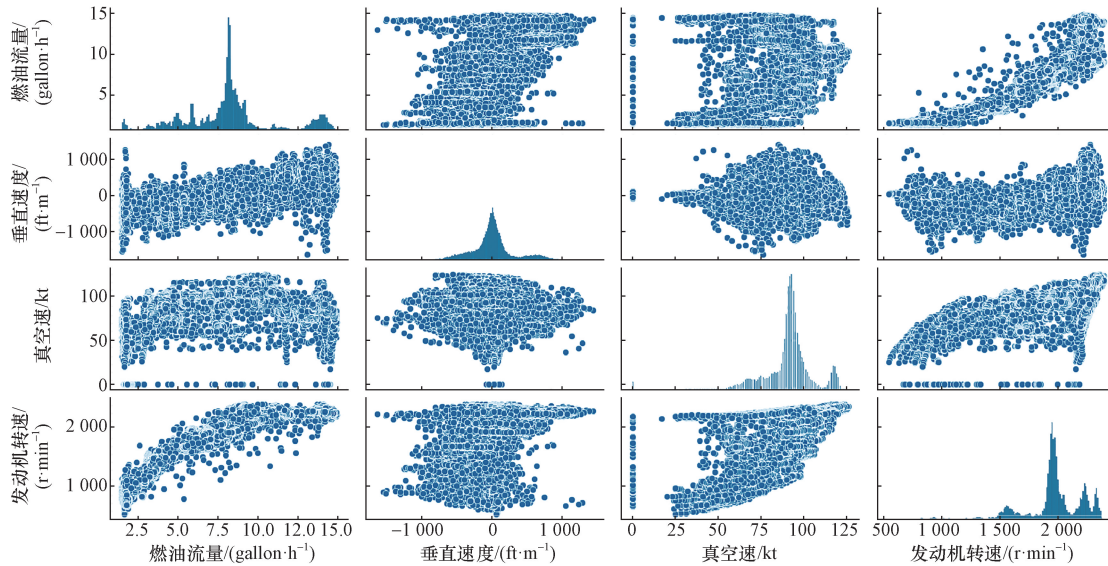 燃油流量/
(gallon·h⁻¹)
15
10
5
垂直速度/
(ft·m⁻¹)
1 000
0
−1 000
真空速/kt
100
50
0
发动机转速/
(r·min⁻¹)
2 000
1 000
2.5 5.0 7.5 10.0 12.5 15.0
−1 000 0 1 000
0 25 50 75 100 125
500 1 000 1 500 2 000
燃油流量/(gallon·h⁻¹)
垂直速度/(ft·m⁻¹)
真空速/kt
发动机转速/(r·min⁻¹)